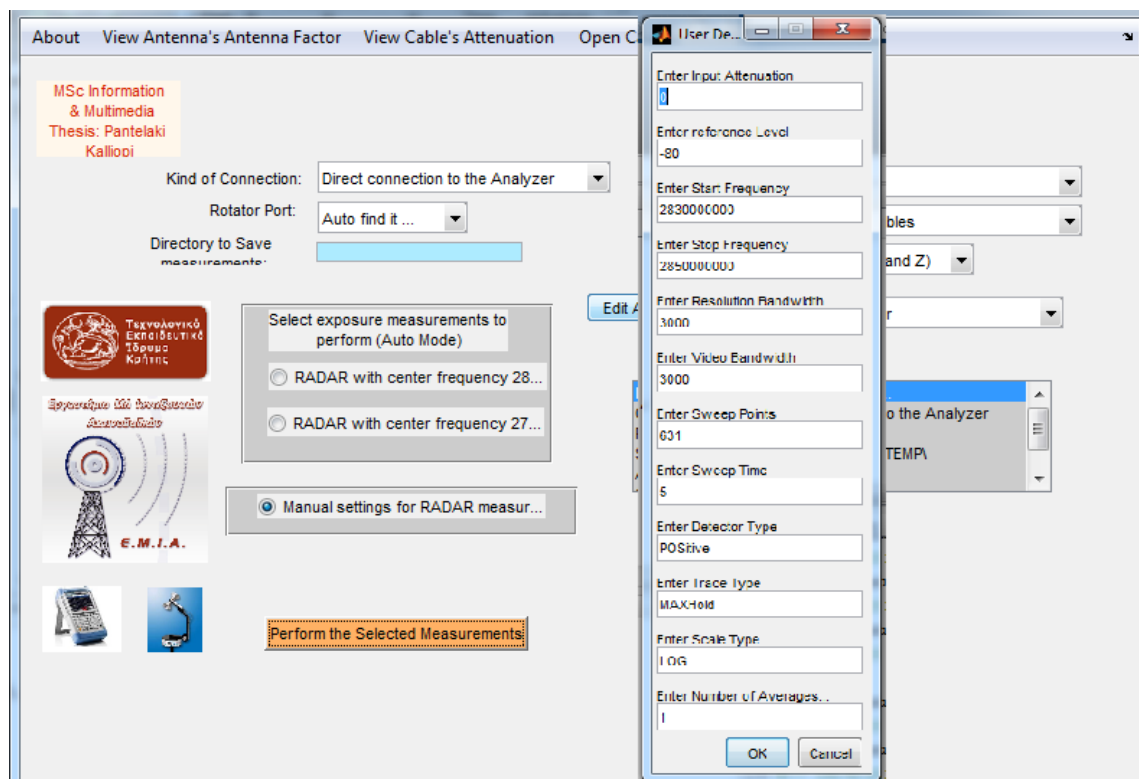 About View Antenna's Antenna Factor View Cable's Attenuation Open C
MSc Information
& Multimedia
Thesis: Pantelaki
Kalliopi
Kind of Connection: Direct connection to the Analyzer
Rotator Port: Auto find it ...
Directory to Save
measurements:
Τεχνολογικό
Εκπαιδευτικό
Ίδρυμα
Κρήτης
E.M.I.A.
Select exposure measurements to
perform (Auto Mode)
RADAR with center frequency 28...
RADAR with center frequency 27...
Manual settings for RADAR measur...
Perform the Selected Measurements
Edit A
User De...
Enter Input Attenuation
0
Enter reference Level
-80
Enter Start Frequency
2830000000
Enter Stop Frequency
2850000000
Enter Resolution Bandwidth
3000
Enter Video Bandwidth
3000
Enter Sweep Points
631
Enter Sweep Time
5
Enter Detector Type
POSitive
Enter Trace Type
MAXHold
Enter Scale Type
LOG
Enter Number of Averages..
1
OK Cancel
bles
and Z)
r
to the Analyzer
TEMP\